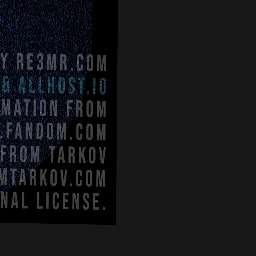 Y RE3MR.COM
& ALLHOST.IO
MATION FROM
.FANDOM.COM
FROM TARKOV
MTARKOV.COM
NAL LICENSE.